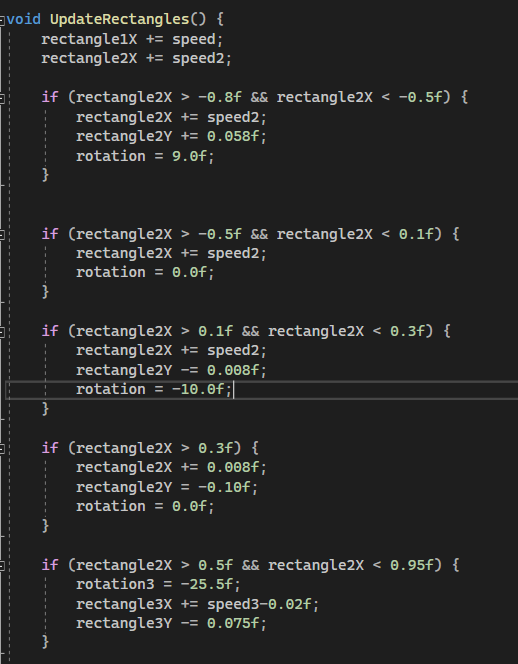 void UpdateRectangles() {
    rectangle1X += speed;
    rectangle2X += speed2;
    if (rectangle2X > -0.8f && rectangle2X < -0.5f) {
        rectangle2X += speed2;
        rectangle2Y += 0.058f;
        rotation = 9.0f;
    }
    if (rectangle2X > -0.5f && rectangle2X < 0.1f) {
        rectangle2X += speed2;
        rotation = 0.0f;
    }
    if (rectangle2X > 0.1f && rectangle2X < 0.3f) {
        rectangle2X += speed2;
        rectangle2Y -= 0.008f;
        rotation = -10.0f;
    }
    if (rectangle2X > 0.3f) {
        rectangle2X += 0.008f;
        rectangle2Y = -0.10f;
        rotation = 0.0f;
    }
    if (rectangle2X > 0.5f && rectangle2X < 0.95f) {
        rotation3 = -25.5f;
        rectangle3X += speed3-0.02f;
        rectangle3Y -= 0.075f;
    }